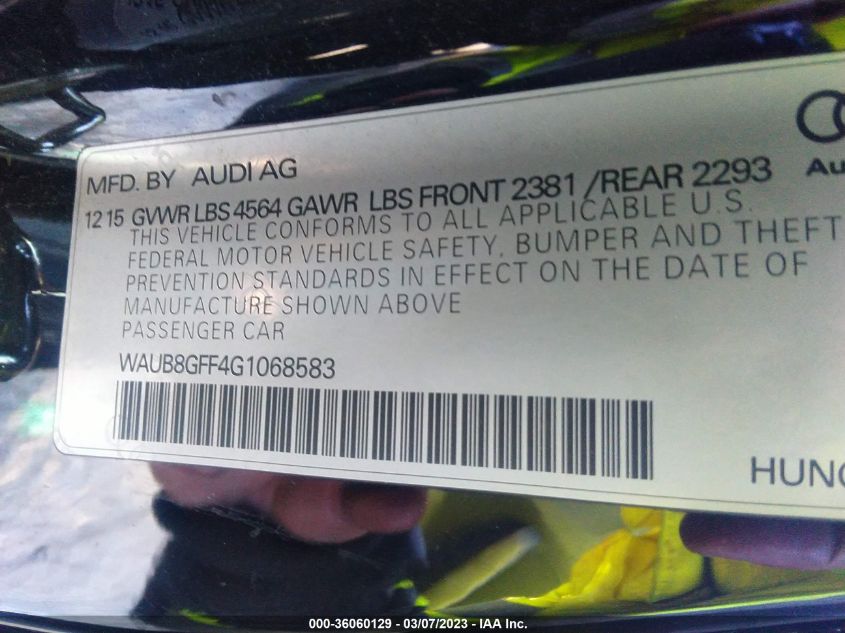 MFD. BY AUDI AG
12 15 GVWR LBS 4564 GAWR LBS FRONT 2381 / REAR 2293
THIS VEHICLE CONFORMS TO ALL APPLICABLE U.S.
FEDERAL MOTOR VEHICLE SAFETY, BUMPER AND THEFT
PREVENTION STANDARDS IN EFFECT ON THE DATE OF
MANUFACTURE SHOWN ABOVE
PASSENGER CAR
WAUB8GFF4G1068583
000-36060129 - 03/07/2023 - IAA Inc.